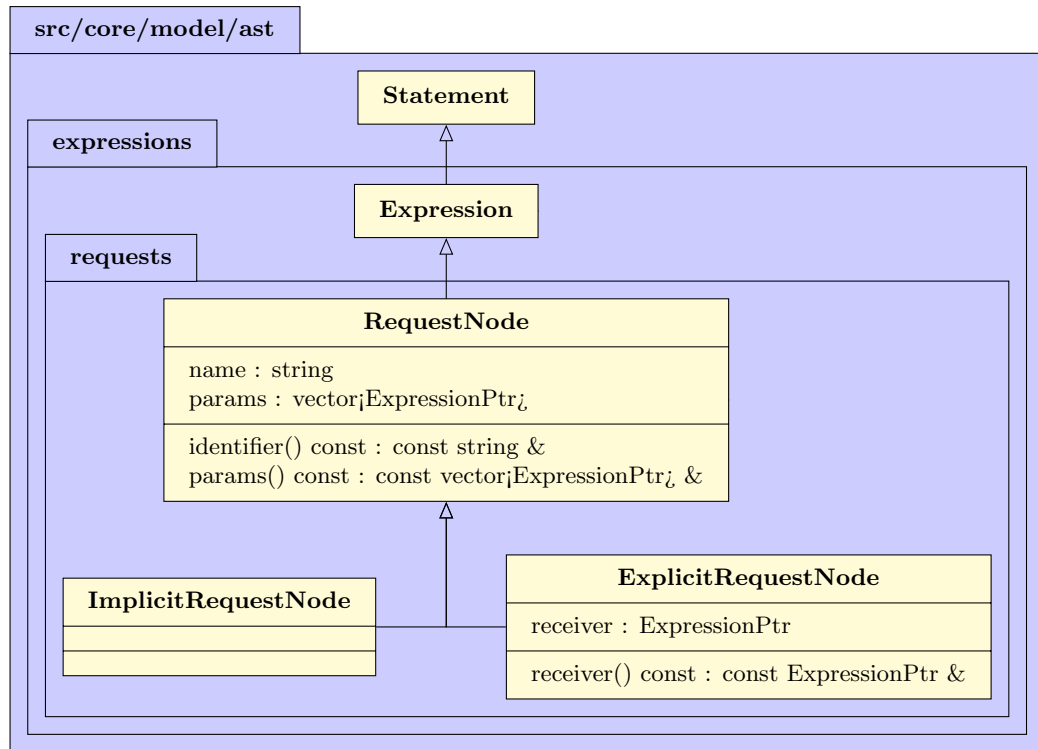 src/core/model/ast
Statement
expressions
Expression
requests
RequestNode
name : string
params : vector¡ExpressionPtr¿
identifier() const : const string &
params() const : const vector¡ExpressionPtr¿ &
ImplicitRequestNode
ExplicitRequestNode
receiver : ExpressionPtr
receiver() const : const ExpressionPtr &